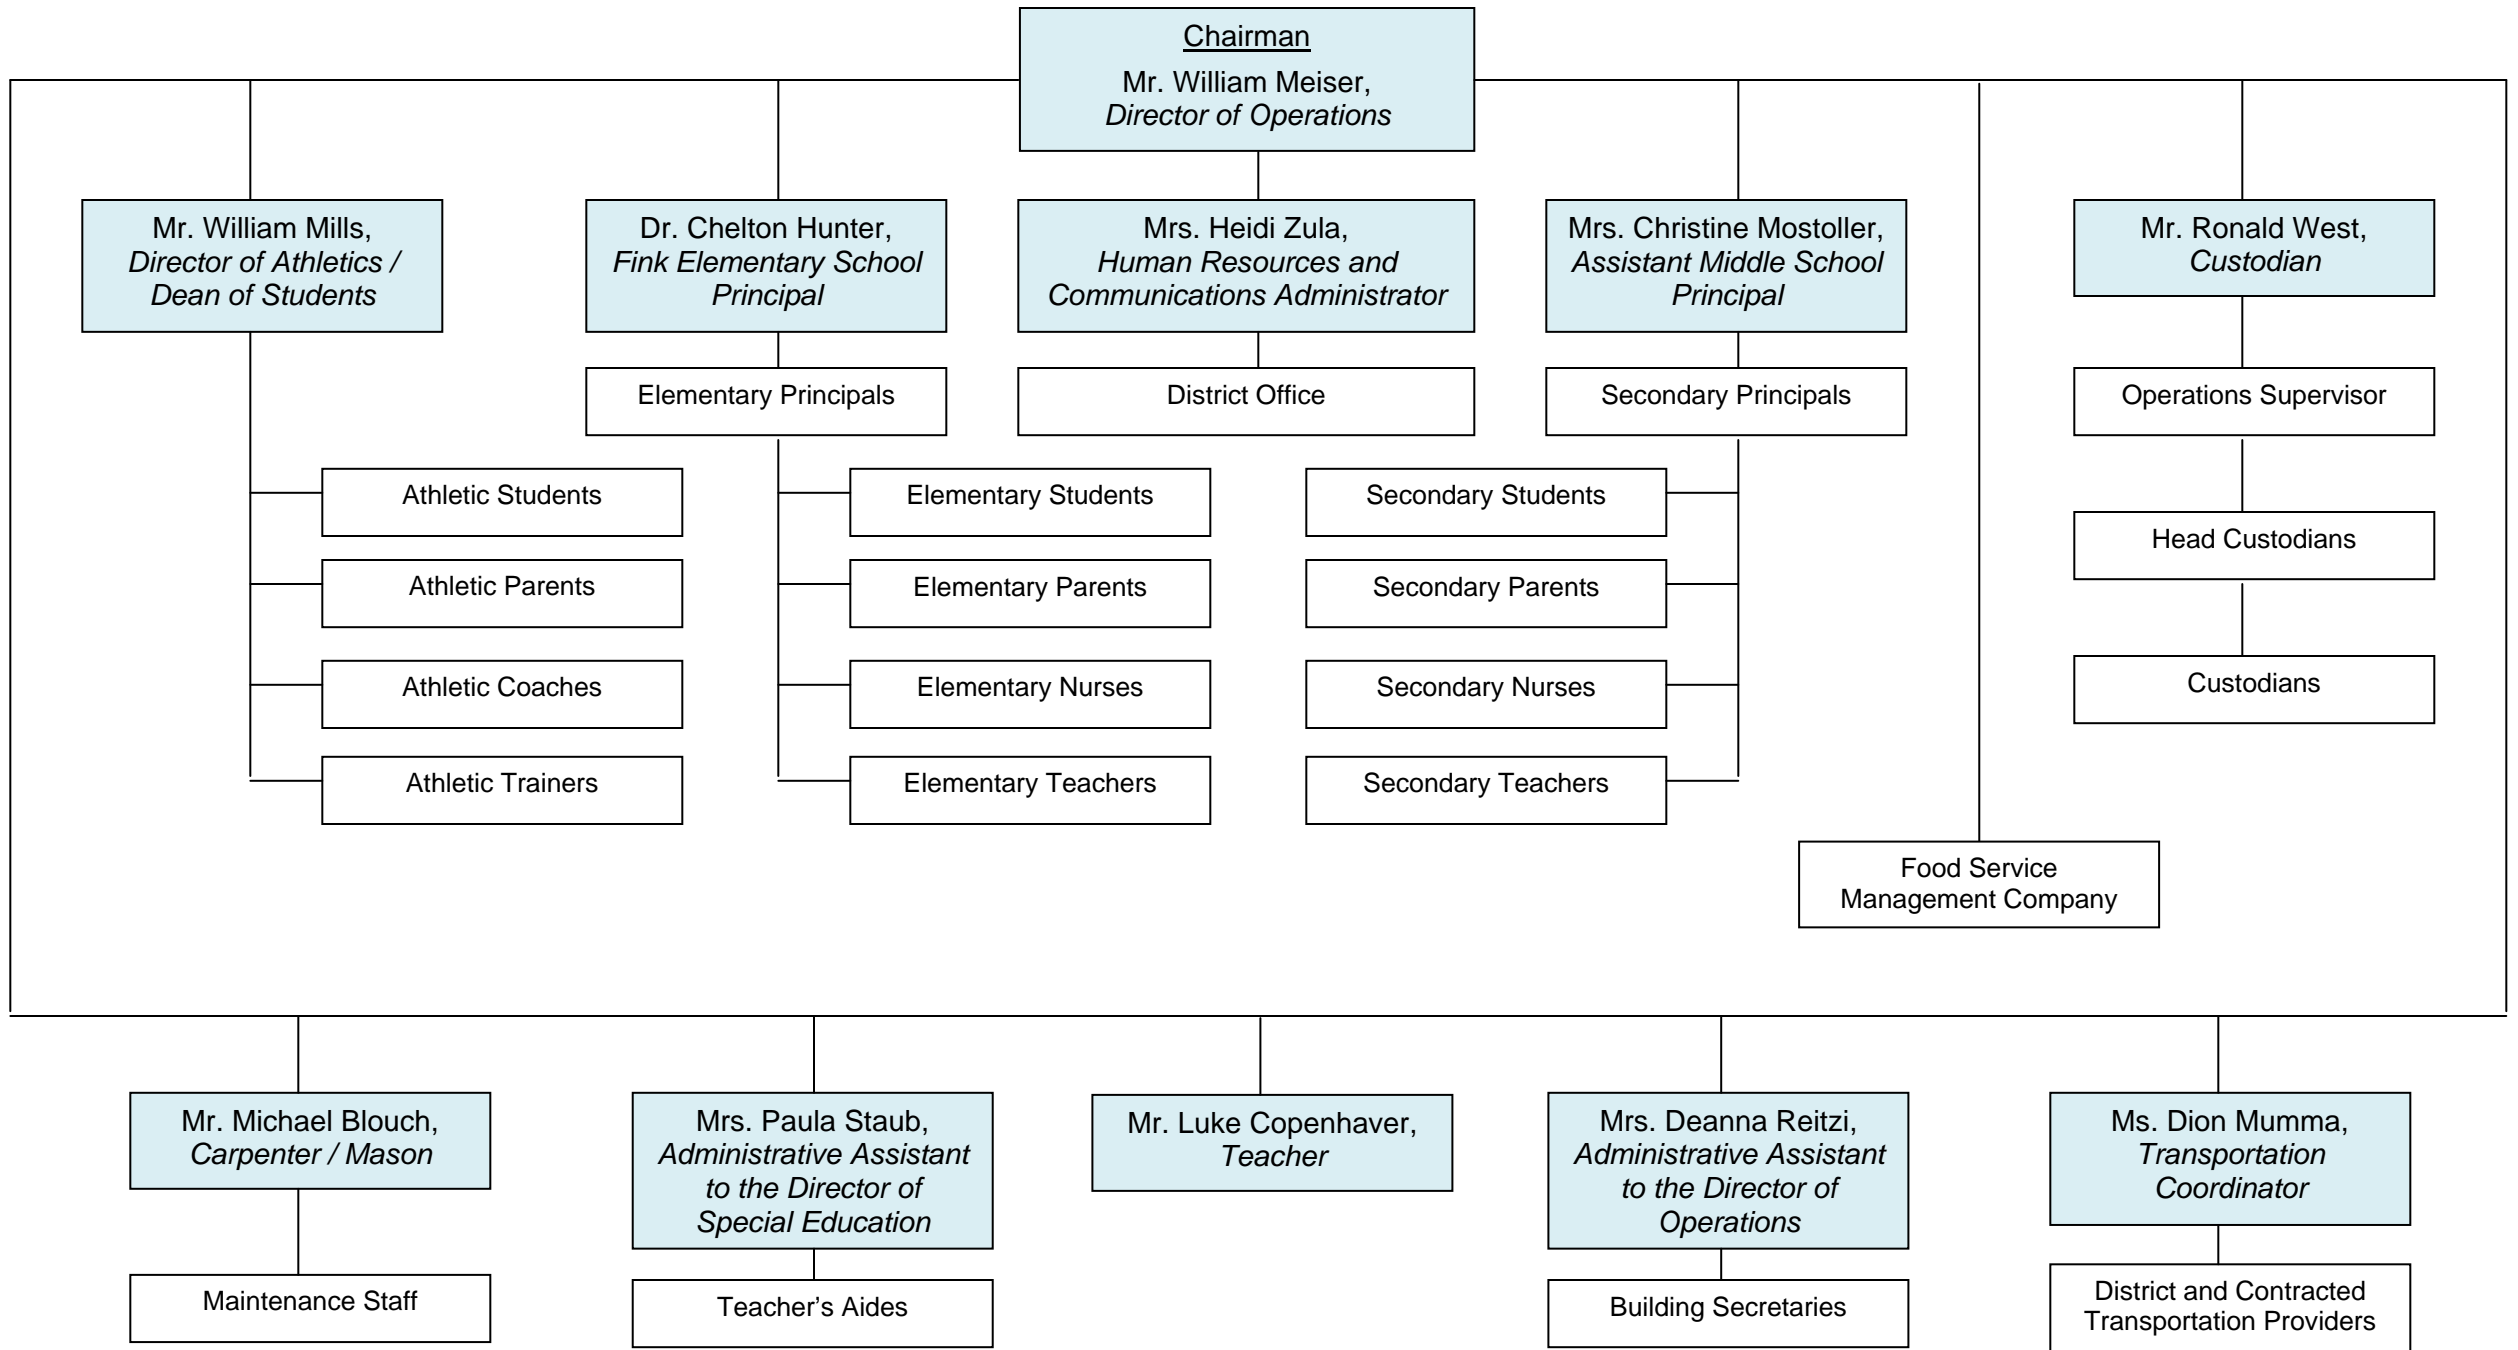 Chairman
Mr. William Meiser,
Director of Operations
Mr. William Mills,
Director of Athletics /
Dean of Students
Dr. Chelton Hunter,
Fink Elementary School
Principal
Mrs. Heidi Zula,
Human Resources and
Communications Administrator
Mrs. Christine Mostoller,
Assistant Middle School
Principal
Mr. Ronald West,
Custodian
Elementary Principals
District Office
Secondary Principals
Operations Supervisor
Athletic Students
Elementary Students
Secondary Students
Head Custodians
Athletic Parents
Elementary Parents
Secondary Parents
Athletic Coaches
Elementary Nurses
Secondary Nurses
Custodians
Athletic Trainers
Elementary Teachers
Secondary Teachers
Food Service
Management Company
Mr. Michael Blouch,
Carpenter / Mason
Mrs. Paula Staub,
Administrative Assistant
to the Director of
Special Education
Mr. Luke Copenhaver,
Teacher
Mrs. Deanna Reitzi,
Administrative Assistant
to the Director of
Operations
Ms. Dion Mumma,
Transportation
Coordinator
Maintenance Staff
Teacher’s Aides
Building Secretaries
District and Contracted
Transportation Providers